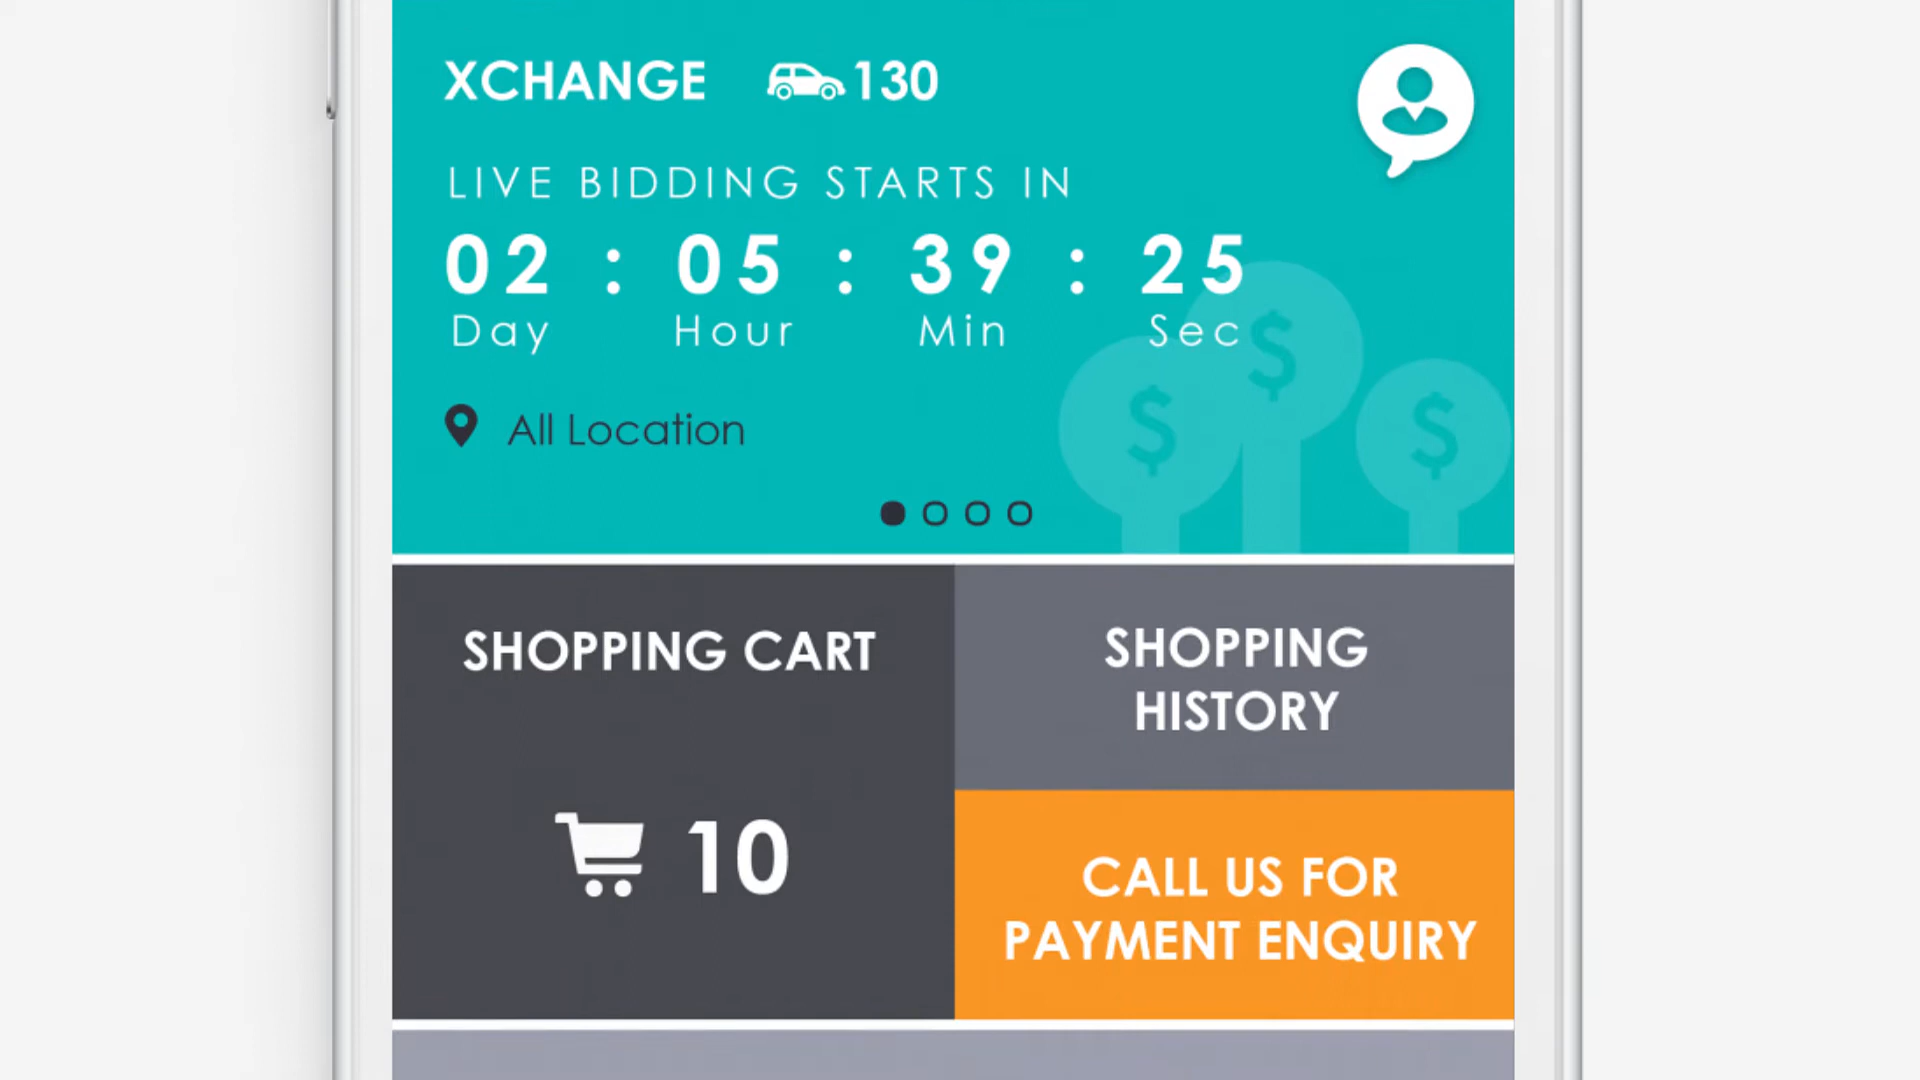 XCHANGE 130
LIVE BIDDING STARTS IN
02 : 05 : 39 : 25
Day Hour Min Sec
All Location
SHOPPING CART
10
SHOPPING
HISTORY
CALL US FOR
PAYMENT ENQUIRY